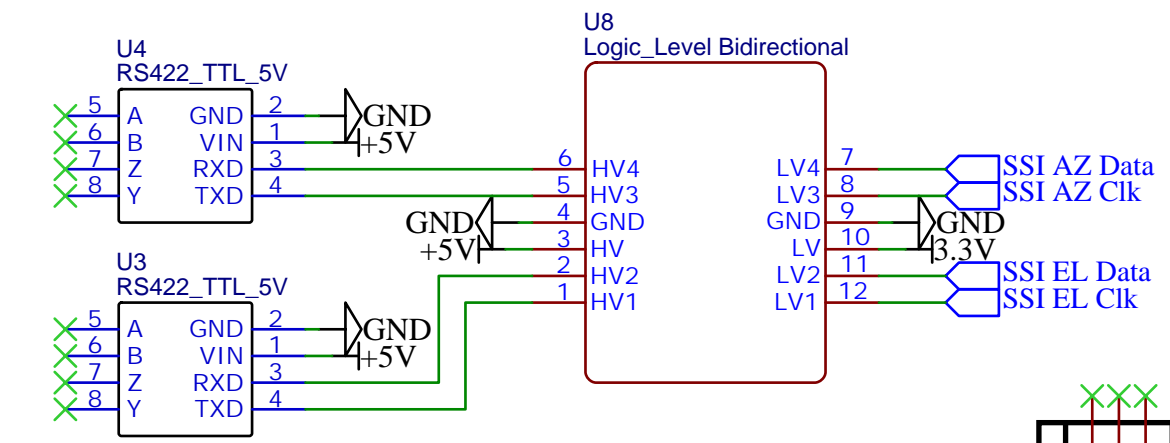 U4
RS422_TTL_5V
5 A GND 2 GND
6 B VIN 1 +5V
7 Z RXD 3
8 Y TXD 4
U3
RS422_TTL_5V
5 A GND 2 GND
6 B VIN 1 +5V
7 Z RXD 3
8 Y TXD 4
U8
Logic_Level Bidirectional
6 HV4 LV4 7 SSI AZ Data
5 HV3 LV3 8 SSI AZ Clk
GND 4 GND GND 9 GND
+5V 3 HV LV 10 3.3V
2 HV2 LV2 11 SSI EL Data
1 HV1 LV1 12 SSI EL Clk